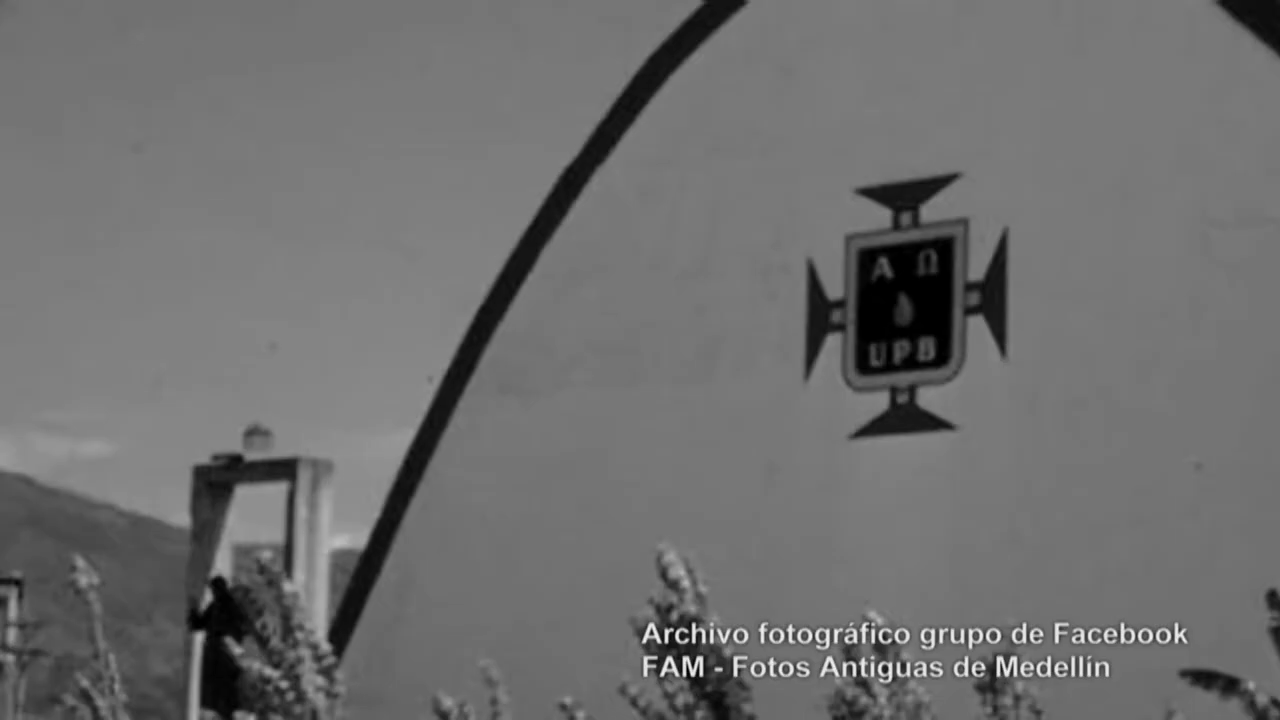 A Ω
UPB
Archivo fotográfico grupo de Facebook
FAM - Fotos Antiguas de Medellín